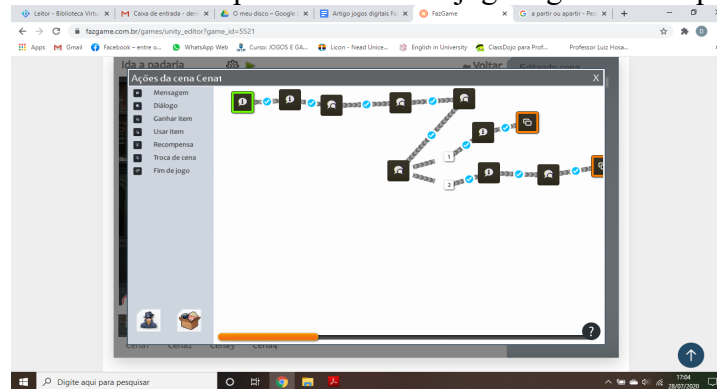 Leitor - Biblioteca Virtu
Caixa de entrada - den
O meu disco - Google
Artigo jogos digitais Fa
FazGame
a partir ou apartir - Pes
fazgame.com.br/games/unity_editor?game_id=5521
Apps
Gmail
Facebook – entre o...
WhatsApp Web
Curso: JOGOS E GA...
Licon - Nead Unice...
English in University
ClassDojo para Prof...
Professor Luiz Hosa...
Ida a padaria
Voltar
Editando cena
Ações da cena Cena1
X
Mensagem
Diálogo
Ganhar item
Usar item
Recompensa
Troca de cena
Fim de jogo
1
2
?
Cena1
Cena2
Cena3
Cena4
Digite aqui para pesquisar
17:04
28/07/2020